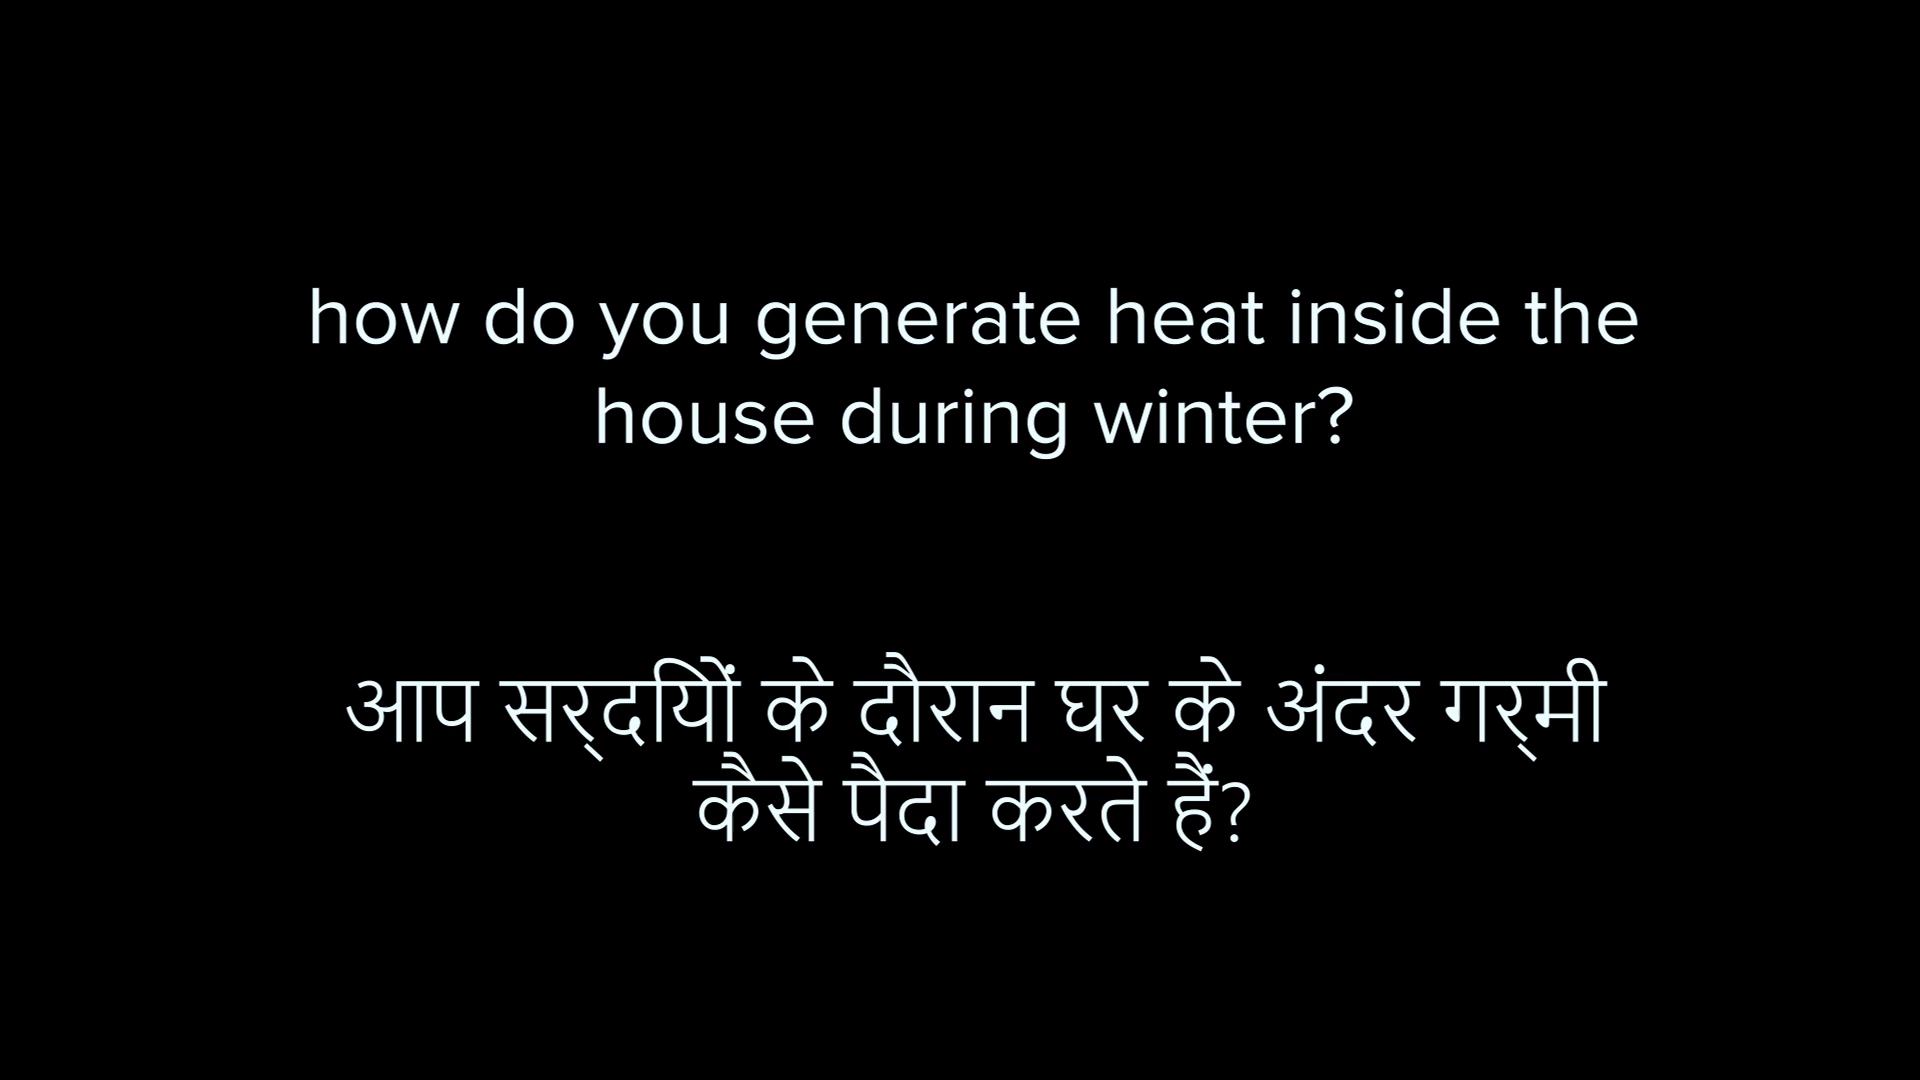 how do you generate heat inside the
house during winter?
आप सर्दियों के दौरान घर के अंदर गर्मी
कैसे पैदा करते हैं?